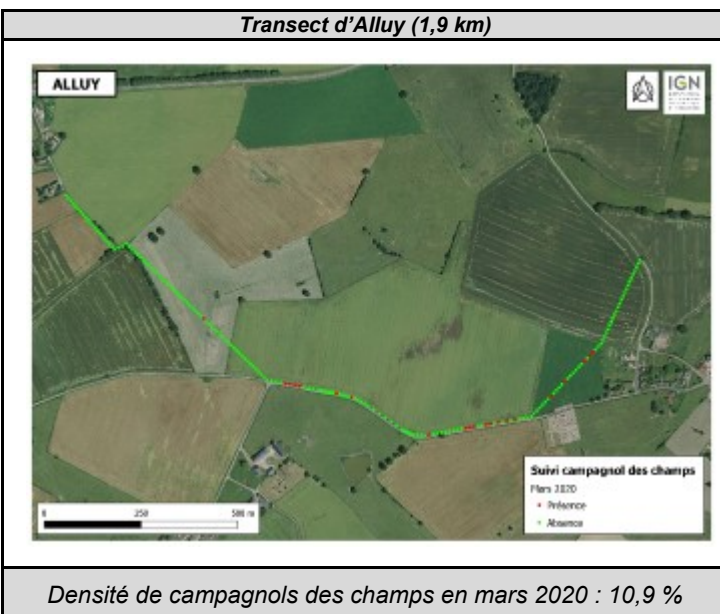 Transect d'Alluy (1,9 km)
ALLUY
IGN
Suivi campagnol des champs
Mars 2020
Présence
Absence
0 250 500 m
Densité de campagnols des champs en mars 2020 : 10,9 %